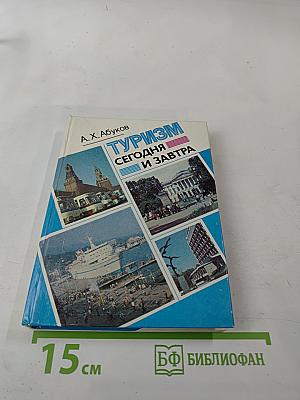 А. Х. Абуков
ТУРИЗМ
СЕГОДНЯ
И ЗАВТРА
15 см
БФ БИБЛИОФАН